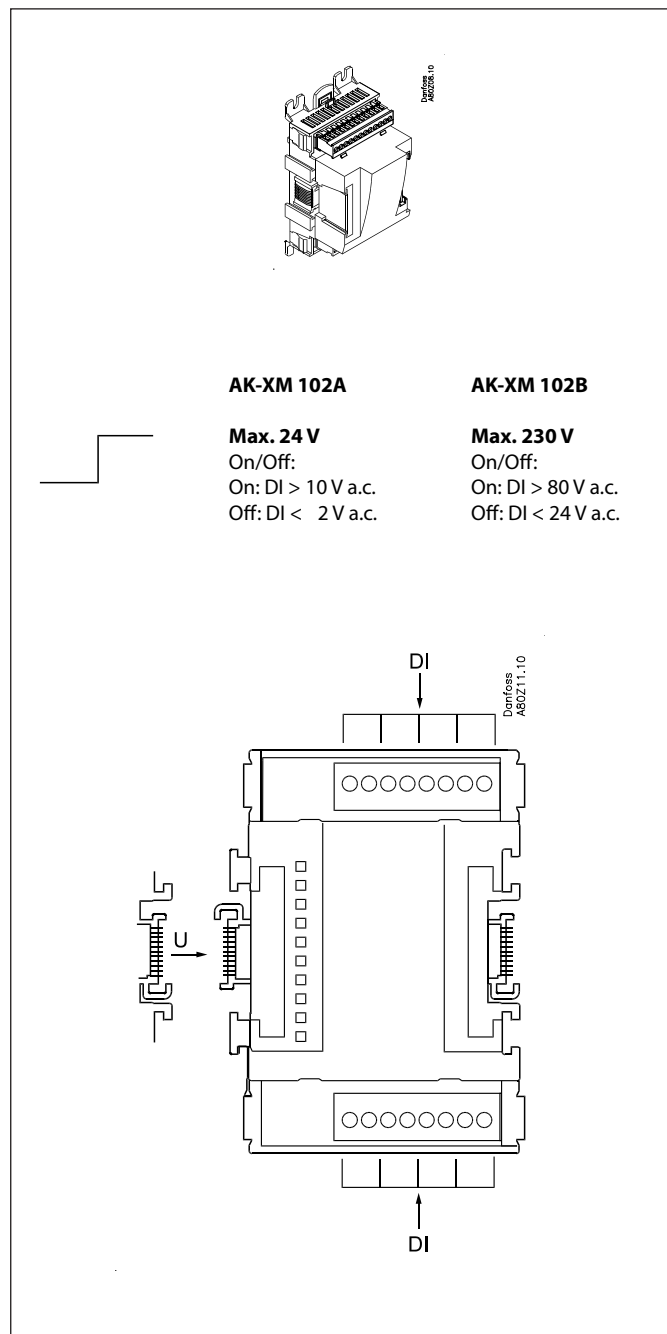 Danfoss
A80Z08.10
AK-XM 102A
Max. 24 V
On/Off:
On: DI > 10 V a.c.
Off: DI < 2 V a.c.
AK-XM 102B
Max. 230 V
On/Off:
On: DI > 80 V a.c.
Off: DI < 24 V a.c.
DI
Danfoss
A80Z11.10
U
DI